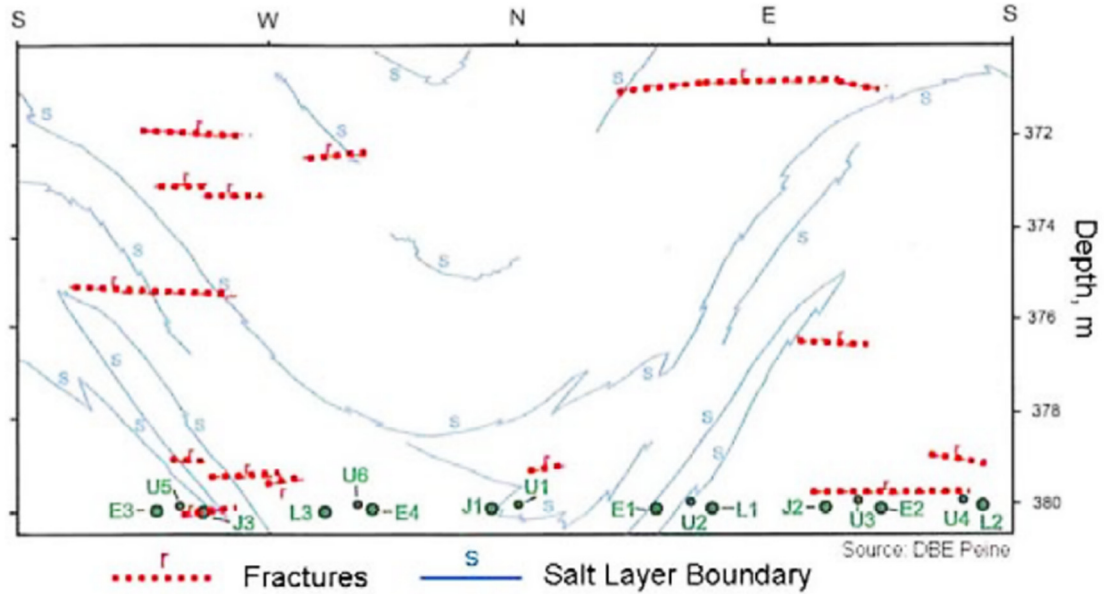 S W N E S
s s r s
s r 372
s r
r r
s s 374
s s
r s
376
r
s s
s s 378
s s s r
r r s
U6 r
U5 r U1
E3 J3 L3 E4 J1 s E1 U2 L1 J2 U3 E2 U4 L2 380
Depth, m
Source: DBE Peine
r Fractures s Salt Layer Boundary